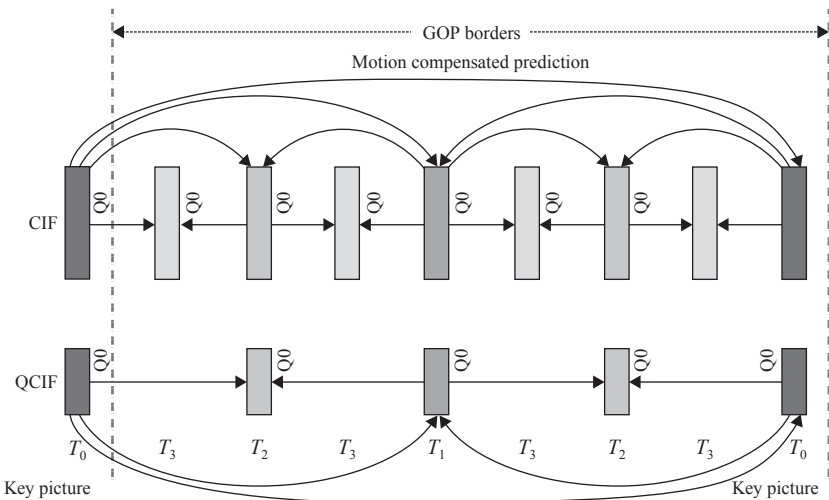 GOP borders
Motion compensated prediction
CIF
Q0 Q0 Q0 Q0 Q0 Q0 Q0 Q0
QCIF
Q0 Q0 Q0 Q0 Q0
T0 T3 T2 T3 T1 T3 T2 T3 T0
Key picture Key picture